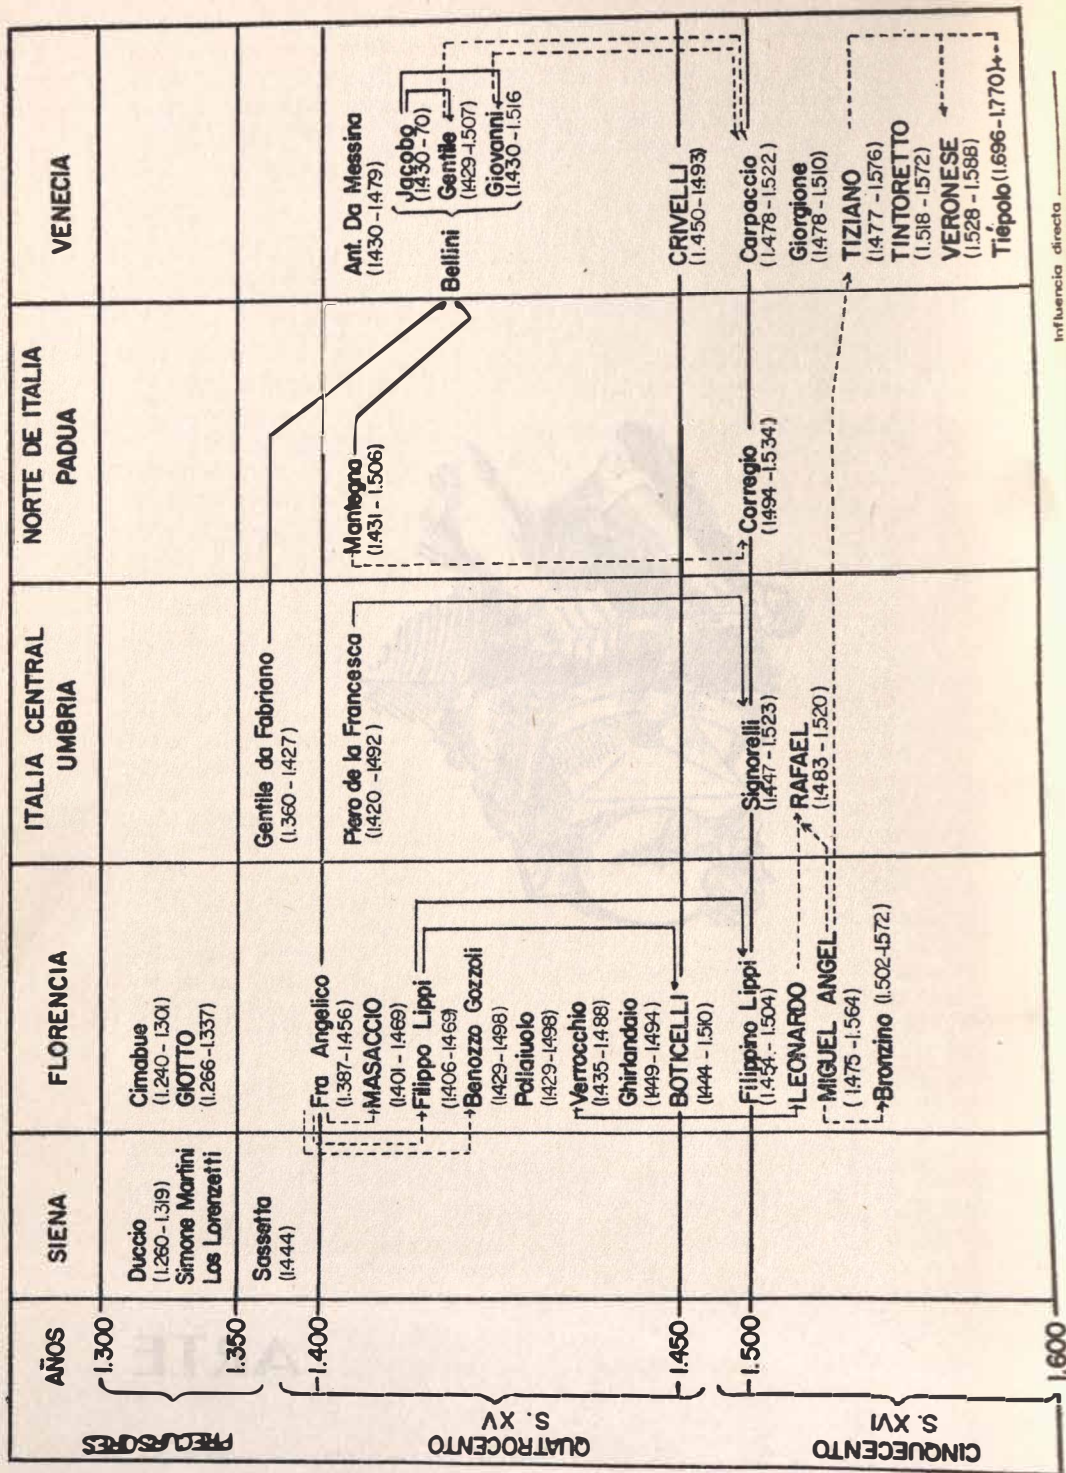 AÑOS
SIENA
FLORENCIA
ITALIA CENTRAL
UMBRIA
NORTE DE ITALIA
PADUA
VENECIA
PRECURSORES
QUATROCENTO
S. XV
CINQUECENTO
S. XVI
1.300
1.350
1.400
1.450
1.500
1.600
Duccio
(1.260-1.319)
Simone Martini
Los Lorenzetti
Sassetta
(1.444)
Cimabue
(1.240-1.301)
GIOTTO
(1.266-1.337)
Fra Angelico
(1.387-1.456)
MASACCIO
(1.401-1.469)
Filippo Lippi
(1.406-1.469)
Benozzo Gozzoli
(1.429-1.498)
Pollaiuolo
(1.429-1.498)
Verrocchio
(1.435-1.488)
Ghirlandaio
(1.449-1.494)
BOTICELLI
(1.444-1.510)
Filippino Lippi
(1.454.-1.504)
LEONARDO
MIGUEL ANGEL
(1.475-1.564)
Bronzino (1.502-1.572)
Gentile da Fabriano
(1.360-1.427)
Piero de la Francesca
(1.420-1.492)
Signorelli
(1.447-1.523)
RAFAEL
(1.483-1.520)
Mantegna
(1.431-1.506)
Corregio
(1.494-1.534)
Ant. Da Messina
(1.430-1.479)
Bellini
Jacobo
(1.430-70)
Gentile
(1.429-1.507)
Giovanni
(1.430-1.516
CRIVELLI
(1.450-1.493)
Carpaccio
(1.478-1.522)
Giorgione
(1.478-1.510)
TIZIANO
(1.477-1.576)
TINTORETTO
(1.518-1.572)
VERONESE
(1.528-1.588)
Tiépolo (1.696-1.770)
Influencia directa
ARTE